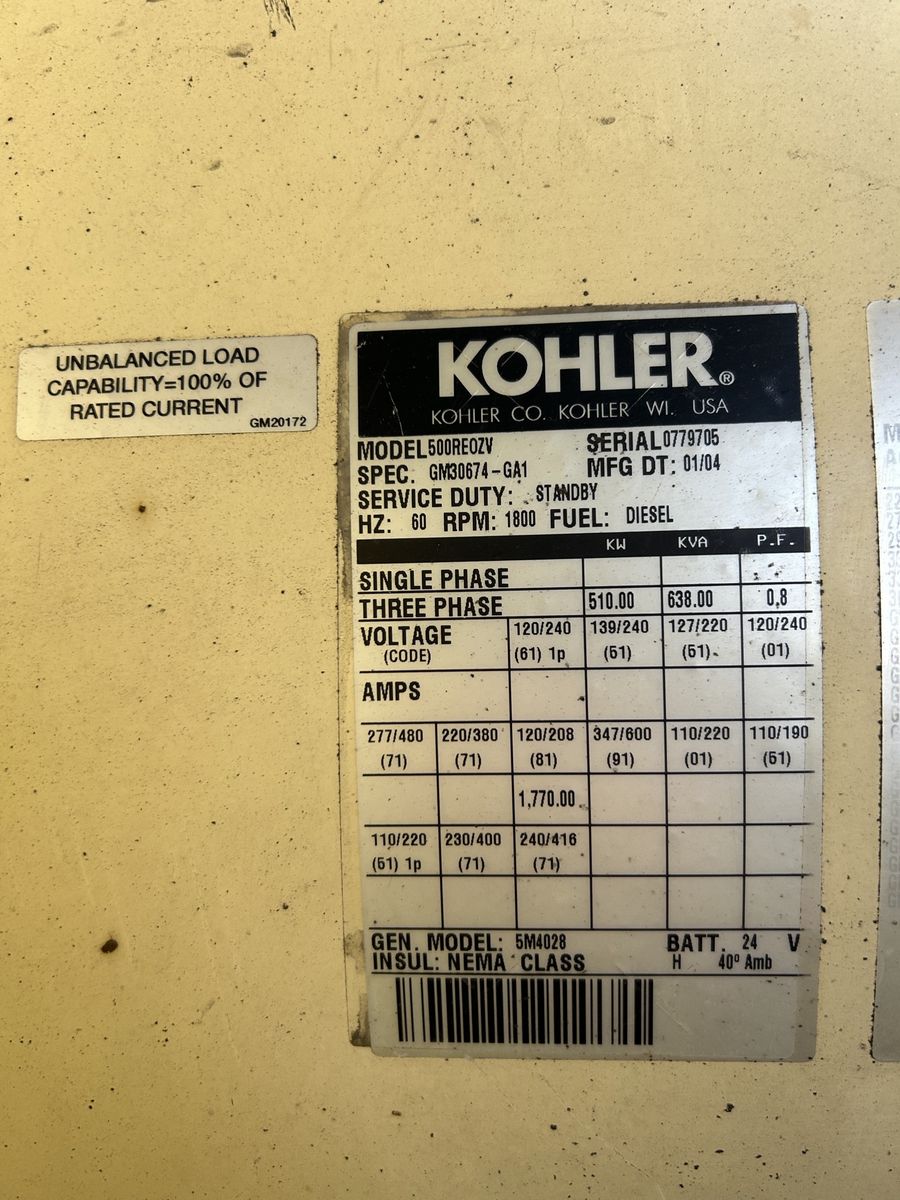 UNBALANCED LOAD
CAPABILITY=100% OF
RATED CURRENT
GM20172
KOHLER®
KOHLER CO. KOHLER WI. USA
MODEL 500REOZV SERIAL 0779705
SPEC. GM30674-GA1 MFG DT: 01/04
SERVICE DUTY: STANDBY
HZ: 60 RPM: 1800 FUEL: DIESEL
KW KVA P.F.
SINGLE PHASE
THREE PHASE 510.00 638.00 0.8
VOLTAGE 120/240 139/240 127/220 120/240
(CODE) (61) 1p (51) (51) (01)
AMPS
277/480 220/380 120/208 347/600 110/220 110/190
(71) (71) (81) (91) (01) (51)
1,770.00
110/220 230/400 240/416
(51) 1p (71) (71)
GEN. MODEL: 5M4028 BATT. 24 V
INSUL: NEMA CLASS H 40º Amb